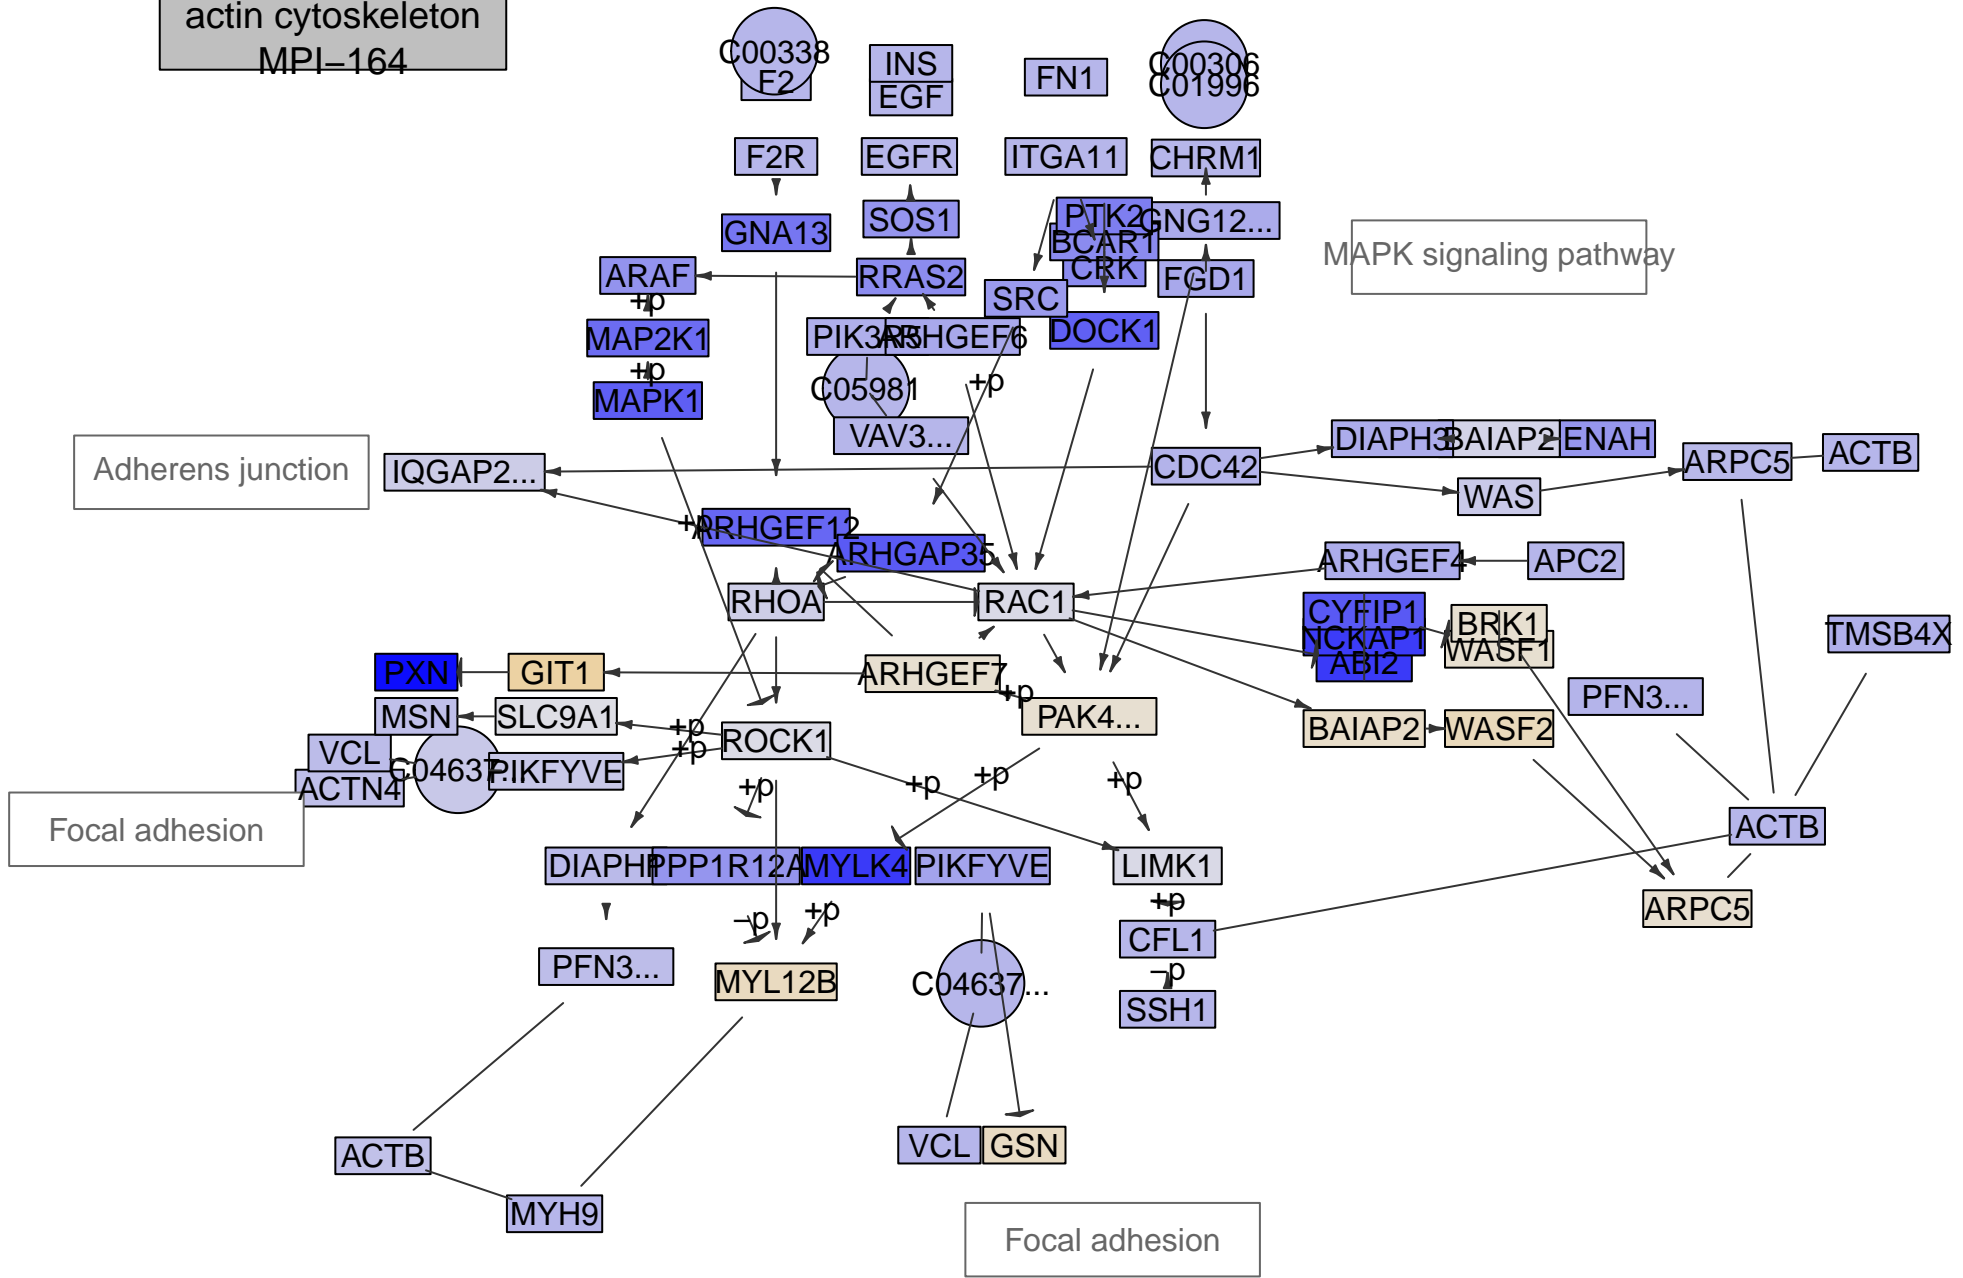 actin cytoskeleton
MPI−164
C00338
F2
INS
EGF
FN1
C00306
C01996
F2R
EGFR
ITGA11
CHRM1
GNA13
SOS1
PTK2
GNG12...
BCAR1
CRK
MAPK signaling pathway
ARAF
RRAS2
SRC
FGD1
+p
MAP2K1
ARHGEF6
DOCK1
+p
MAPK1
C05981
+p
VAV3...
Adherens junction
IQGAP2...
CDC42
DIAPH3
BAIAP2
ENAH
ARPC5
ACTB
WAS
+p
ARHGEF12
ARHGAP35
ARHGEF4
APC2
RHOA
RAC1
CYFIP1
NCKAP1
ABI2
BRK1
WASF1
TMSB4X
PXN
GIT1
ARHGEF7
+p
PAK4...
PFN3...
MSN
SLC9A1
+p
ROCK1
BAIAP2
WASF2
VCL
ACTN4
C04637...
PIKFYVE
+p
+p
+p
+p
+p
Focal adhesion
ACTB
PPP1R12A
MYLK4
PIKFYVE
LIMK1
−p
+p
+p
ARPC5
CFL1
PFN3...
MYL12B
C04637...
−p
SSH1
ACTB
VCL
GSN
MYH9
Focal adhesion